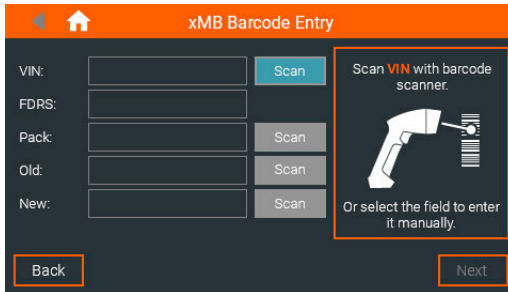 xMB Barcode Entry
VIN: Scan
FDRS:
Pack: Scan
Old: Scan
New: Scan
Scan VIN with barcode
scanner.
Or select the field to enter
it manually.
Back
Next